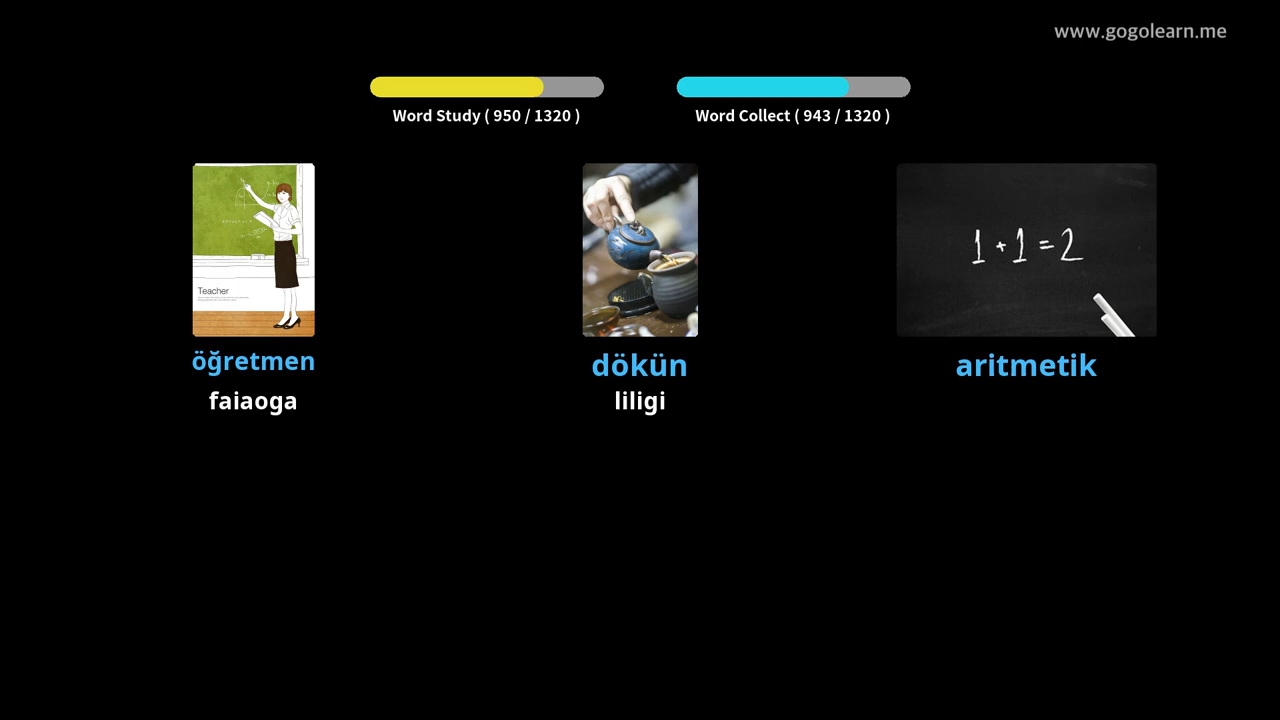 www.gogolearn.me
Word Study ( 950 / 1320 )
Word Collect ( 943 / 1320 )
Teacher
1 + 1 = 2
öğretmen
dökün
aritmetik
faiaoga
liligi